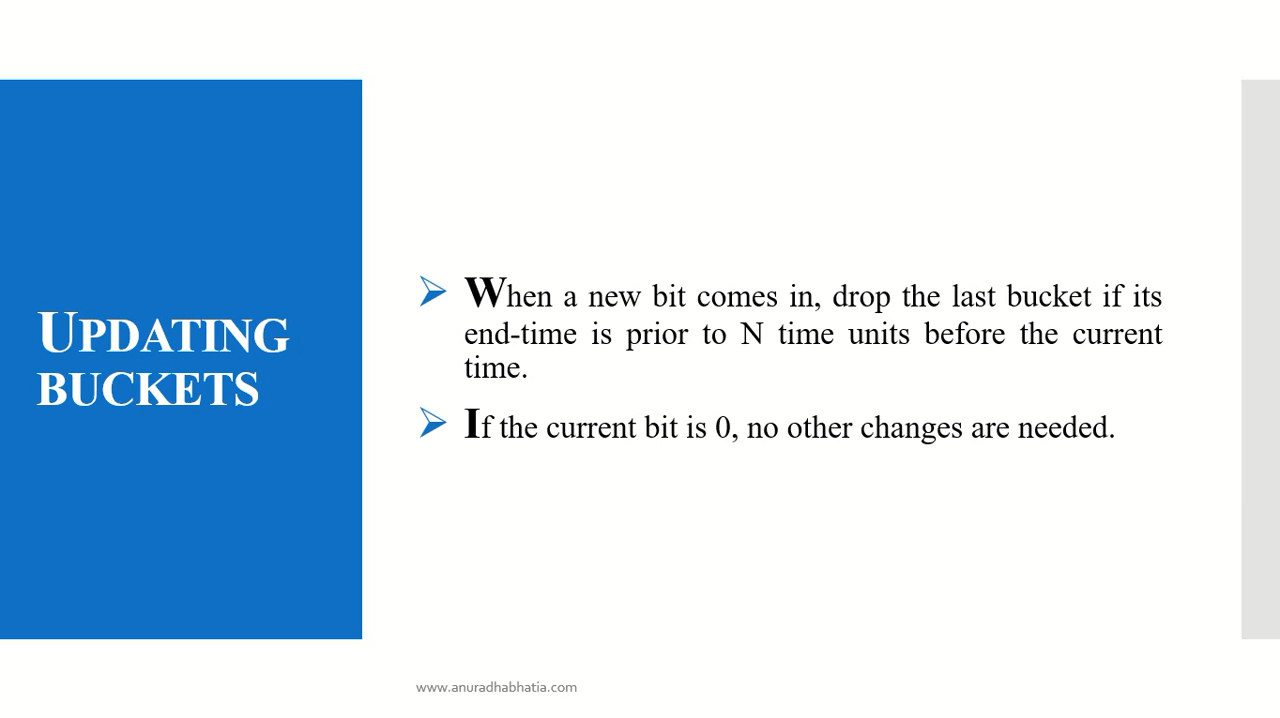 UPDATING
BUCKETS
When a new bit comes in, drop the last bucket if its
end-time is prior to N time units before the current
time.
If the current bit is 0, no other changes are needed.
www.anuradhabhatia.com